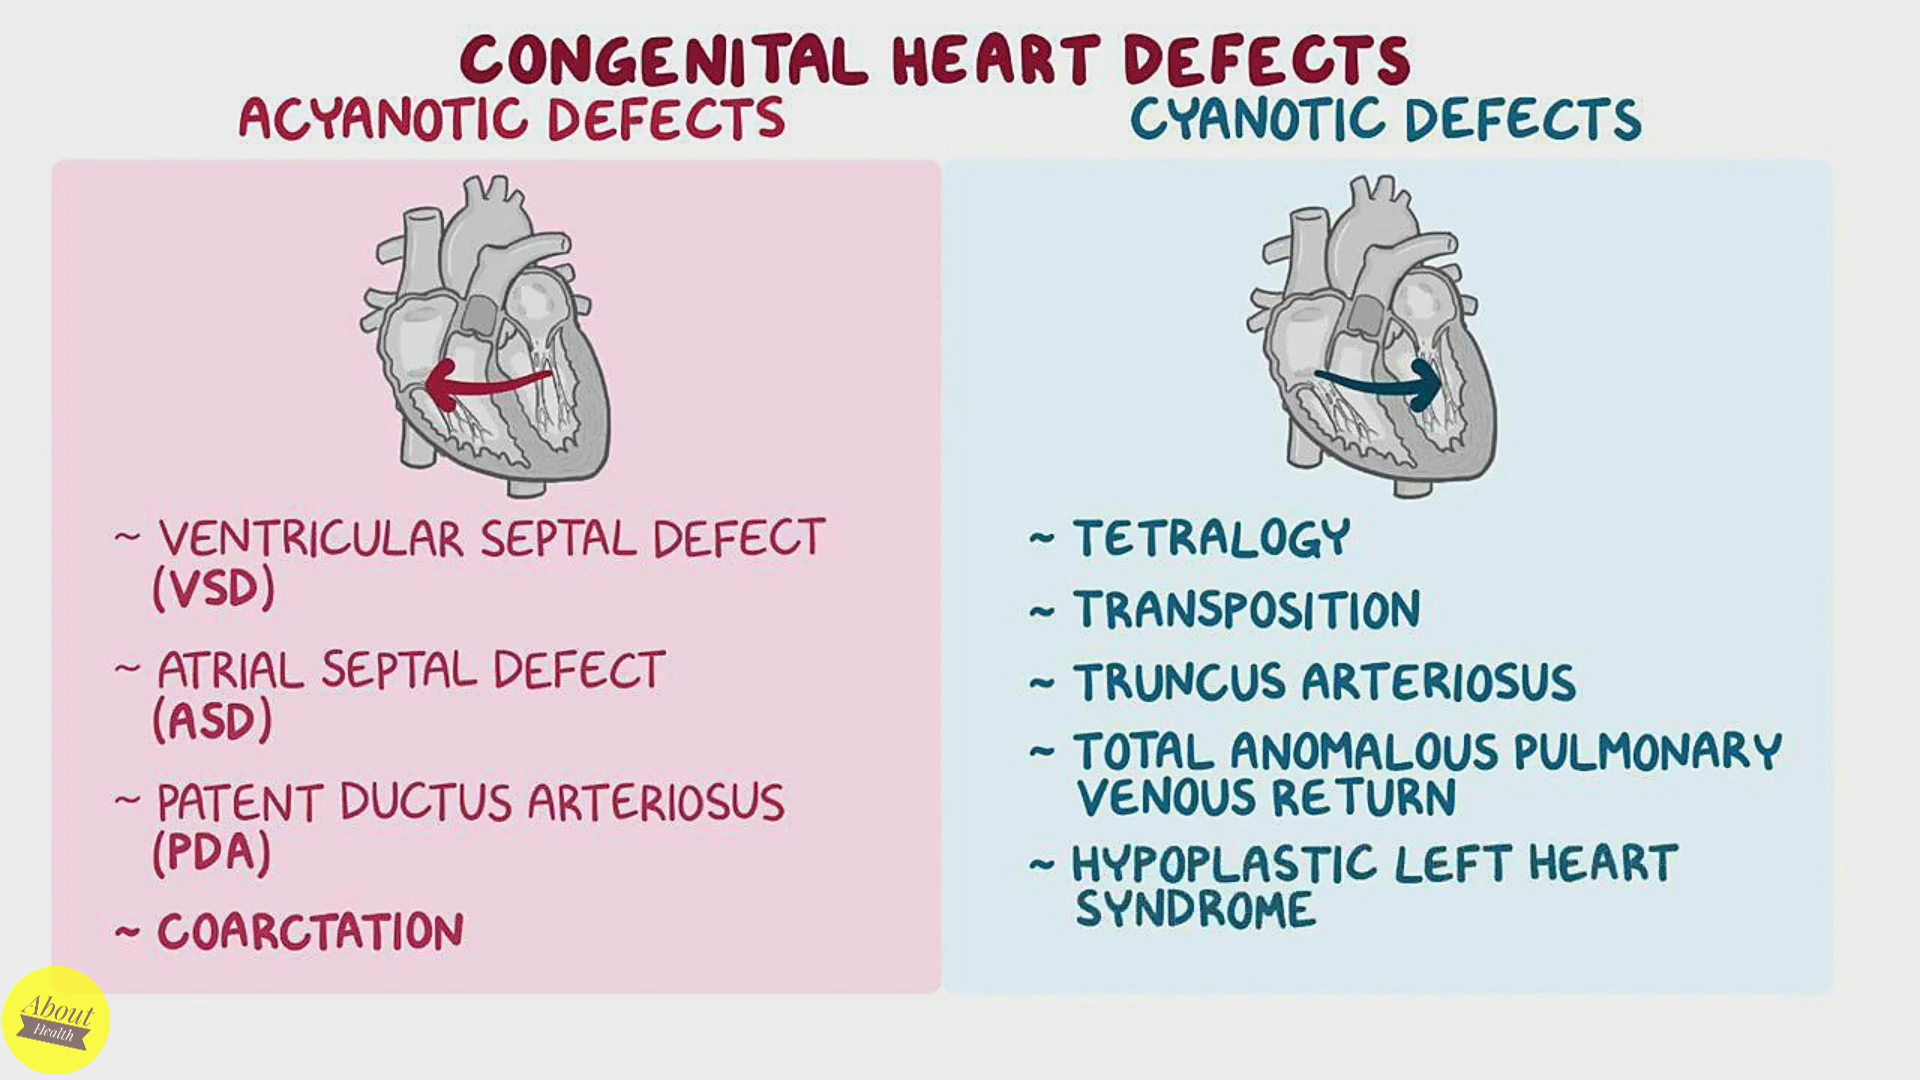 CONGENITAL HEART DEFECTS
ACYANOTIC DEFECTS
~ VENTRICULAR SEPTAL DEFECT
(VSD)
~ ATRIAL SEPTAL DEFECT
(ASD)
~ PATENT DUCTUS ARTERIOSUS
(PDA)
~ COARCTATION
CYANOTIC DEFECTS
~ TETRALOGY
~ TRANSPOSITION
~ TRUNCUS ARTERIOSUS
~ TOTAL ANOMALOUS PULMONARY
VENOUS RETURN
~ HYPOPLASTIC LEFT HEART
SYNDROME
About
Health